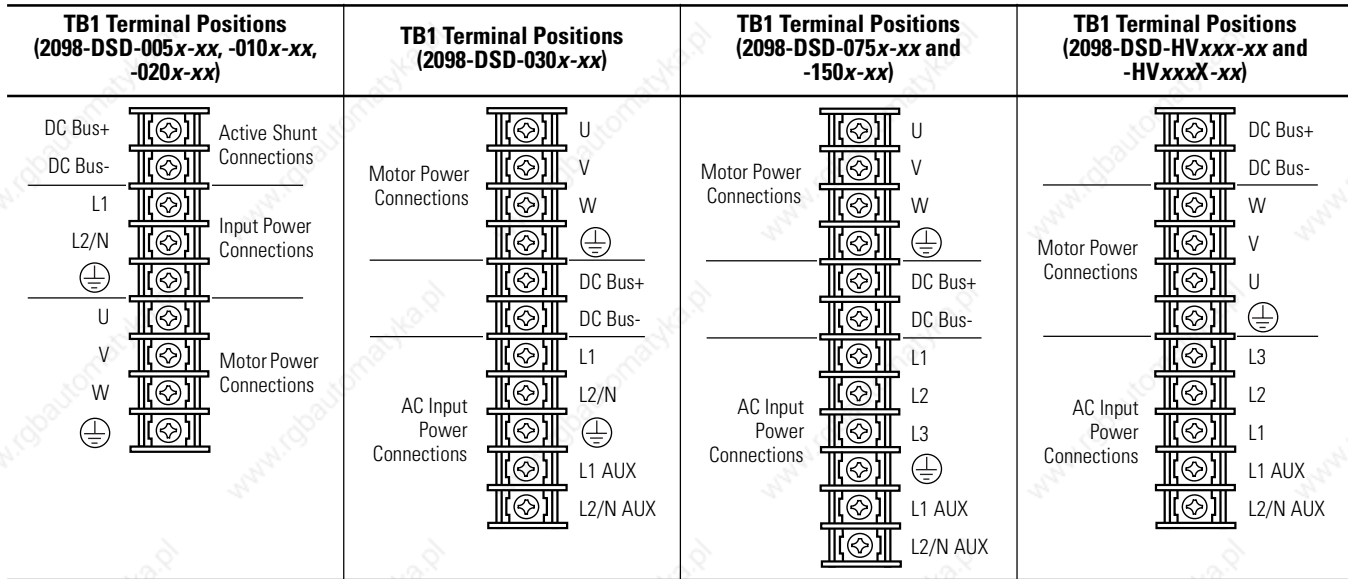 TB1 Terminal Positions
(2098-DSD-005x-xx, -010x-xx,
-020x-xx)
DC Bus+
DC Bus-
L1
L2/N
U
V
W
Active Shunt
Connections
Input Power
Connections
Motor Power
Connections
TB1 Terminal Positions
(2098-DSD-030x-xx)
Motor Power
Connections
AC Input
Power
Connections
U
V
W
DC Bus+
DC Bus-
L1
L2/N
L1 AUX
L2/N AUX
TB1 Terminal Positions
(2098-DSD-075x-xx and
-150x-xx)
Motor Power
Connections
AC Input
Power
Connections
U
V
W
DC Bus+
DC Bus-
L1
L2
L3
L1 AUX
L2/N AUX
TB1 Terminal Positions
(2098-DSD-HVxxx-xx and
-HVxxxX-xx)
Motor Power
Connections
AC Input
Power
Connections
DC Bus+
DC Bus-
W
V
U
L3
L2
L1
L1 AUX
L2/N AUX
www.rgbautomatyka.pl